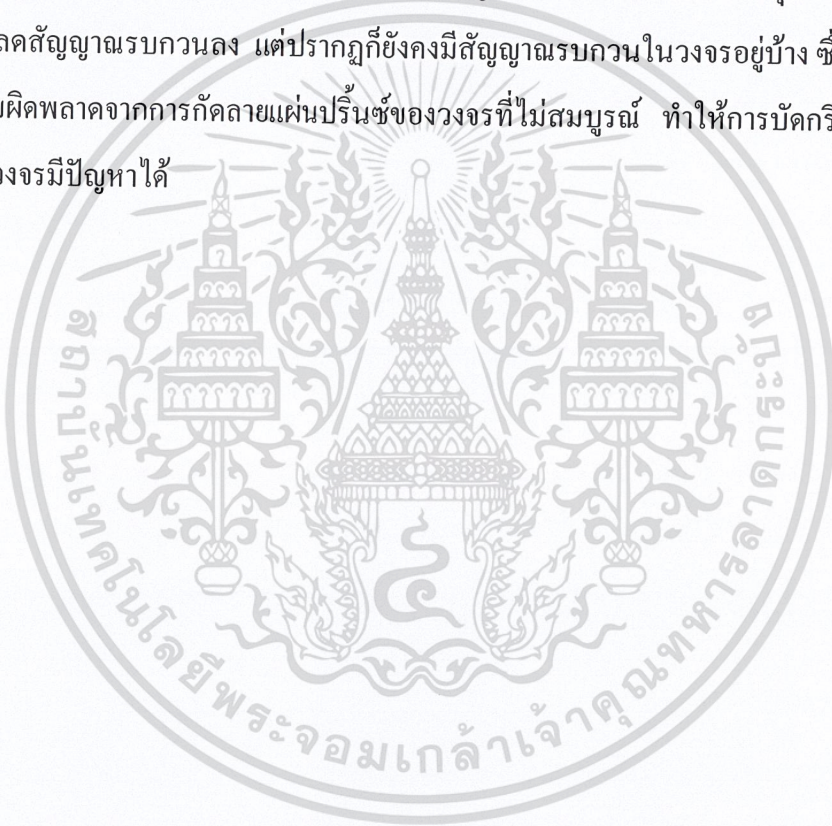 ลดสัญญาณรบกวนลง แต่ปรากฏก็ยังคงมีสัญญาณรบกวนในวงจรอยู่บ้าง
ผิดพลาดจากการกัดลายแผ่นปริ้นซ์ของวงจรที่ไม่สมบูรณ์ ทำให้การบัดกรี
วงจรมีปัญหาได้
สถาบันเทคโนโลยีพระจอมเกล้าเจ้าคุณทหารลาดกระบัง